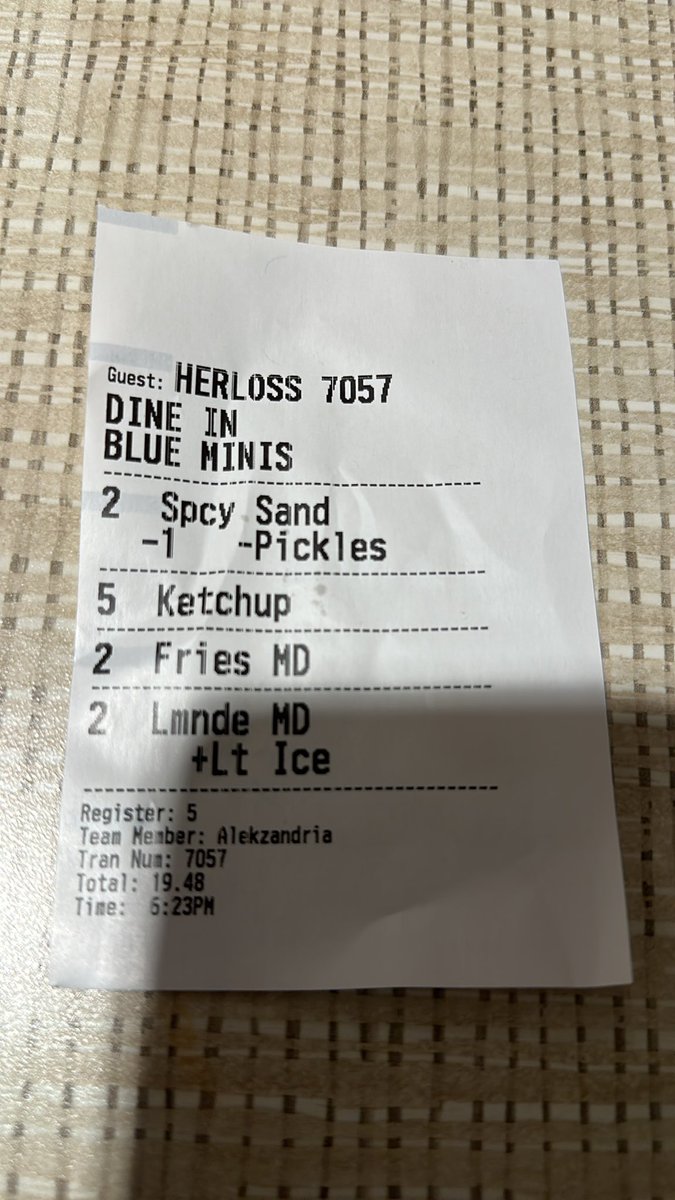 Guest: HERLOSS 7057
DINE IN
BLUE MINIS
2 Spcy Sand
-1 -Pickles
5 Ketchup
2 Fries MD
2 Lmnde MD
+Lt Ice
Register: 5
Team Member: Alekzandria
Tran Num: 7057
Total: 19.48
Time: 6:23PM